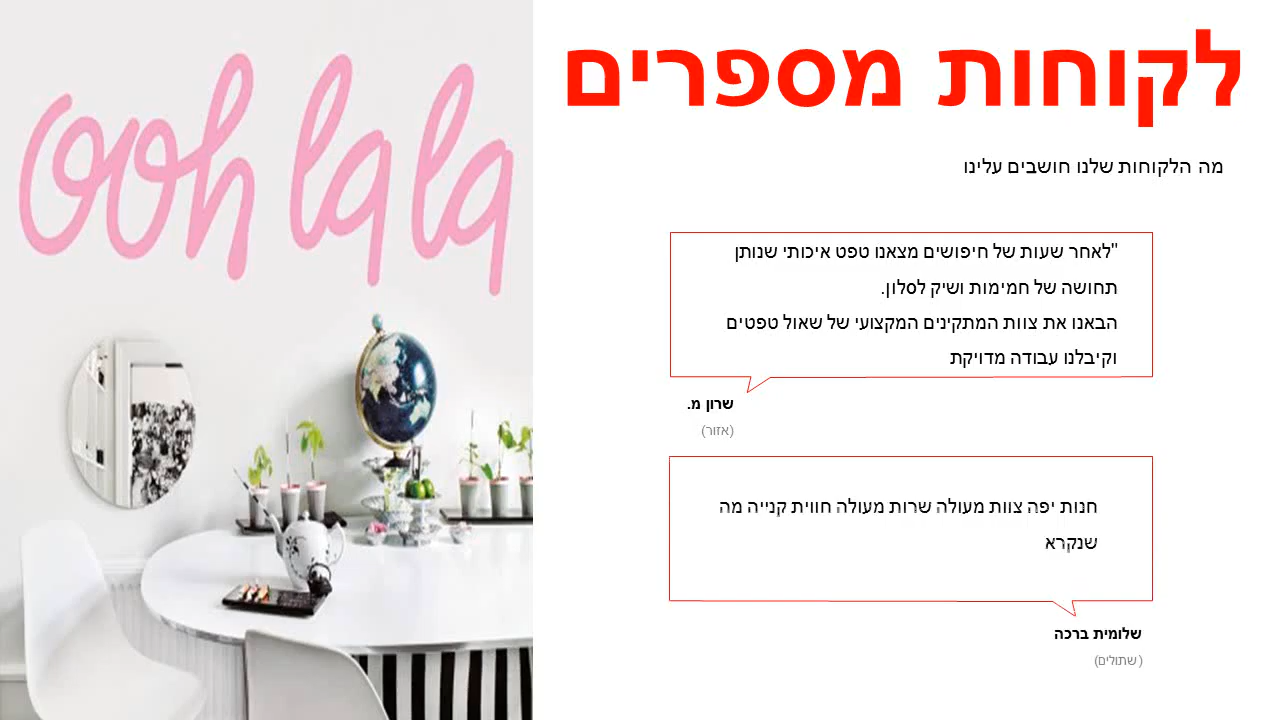 לקוחות מספרים
מה הלקוחות שלנו חושבים עלינו
"לאחר שעות של חיפושים מצאנו טפט איכותי שנותן
תחושה של חמימות ושיק לסלון.
הבאנו את צוות המתקינים המקצועי של שאול טפטים
וקיבלנו עבודה מדויקת
שרון מ.
(אזור)
חנות יפה צוות מעולה שרות מעולה חווית קנייה מה
שנקרא
שלומית ברכה
(שתולים)
ooh la la